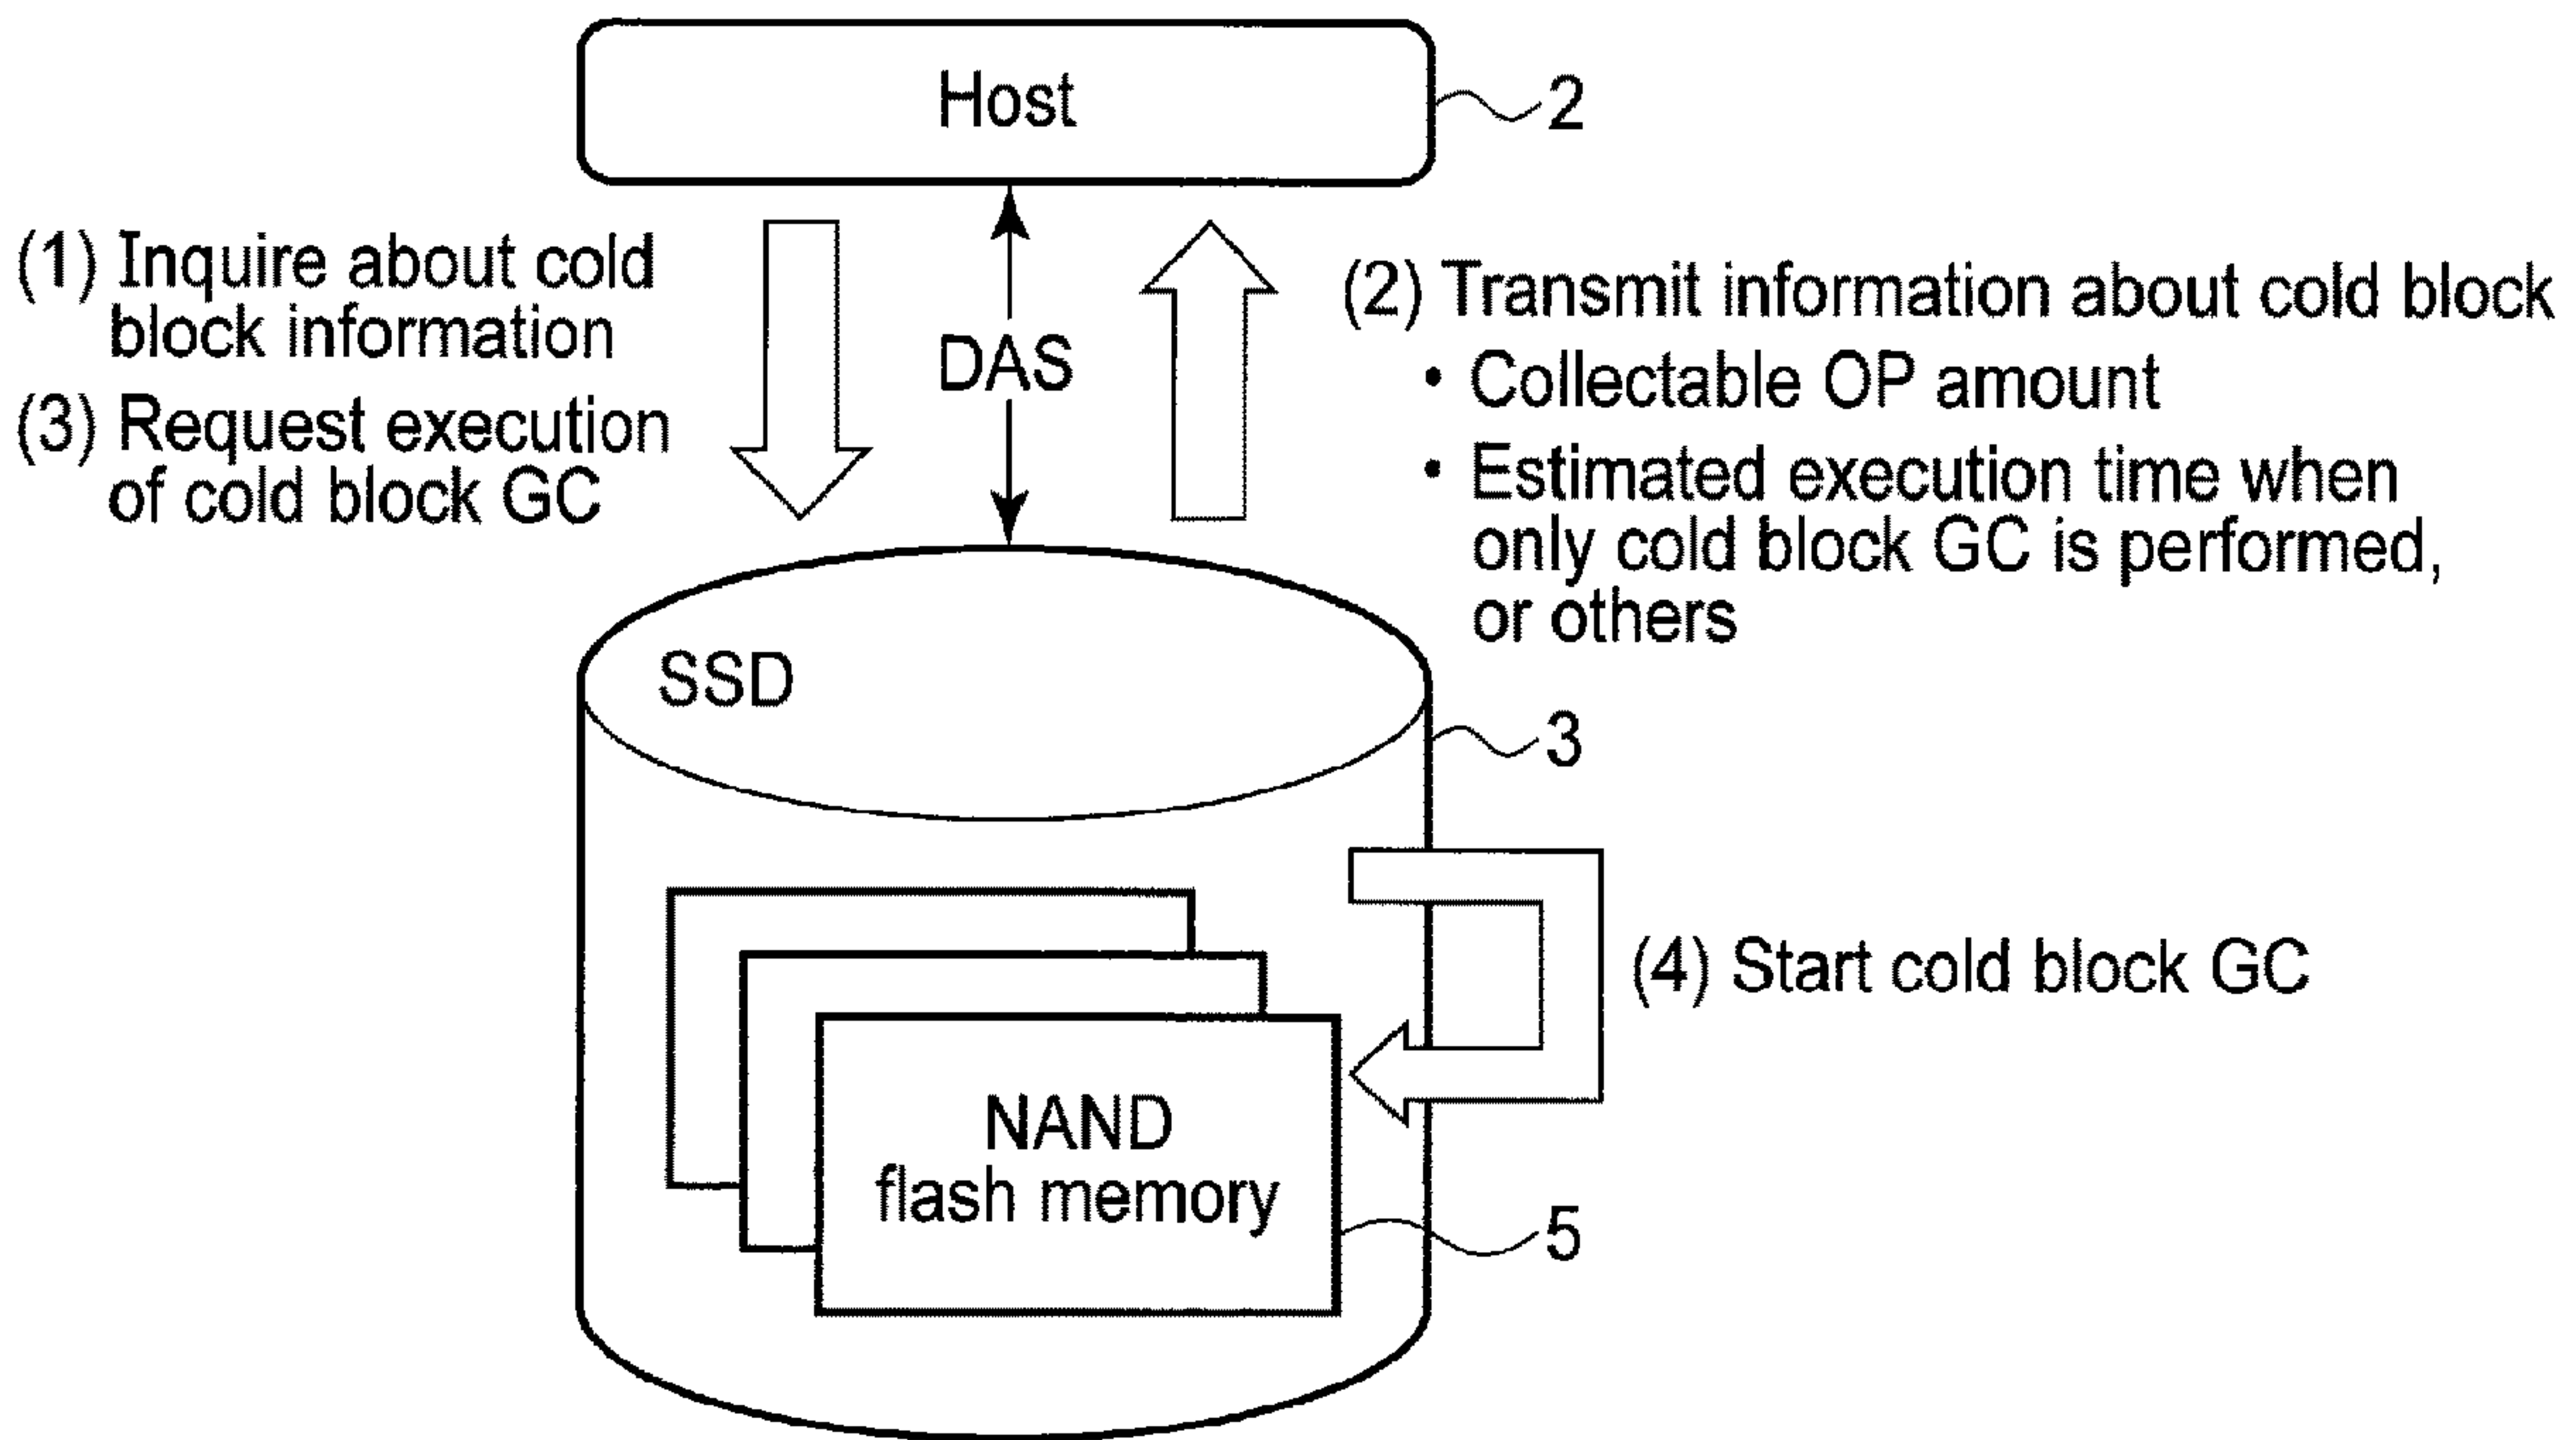 Host
2
(1) Inquire about cold
block information
(3) Request execution
of cold block GC
DAS
(2) Transmit information about cold block
• Collectable OP amount
• Estimated execution time when
only cold block GC is performed,
or others
SSD
3
(4) Start cold block GC
NAND
flash memory
5